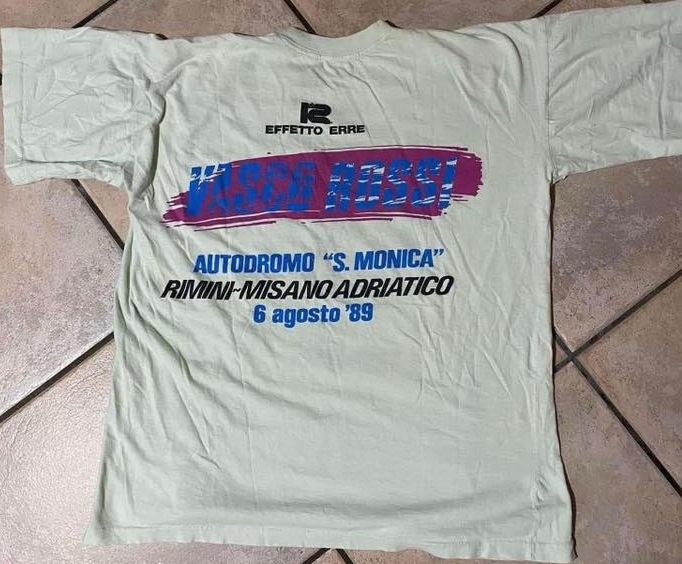 R
EFFETTO ERRE
VASCO ROSSI
AUTODROMO "S. MONICA"
RIMINI-MISANO ADRIATICO
6 agosto '89